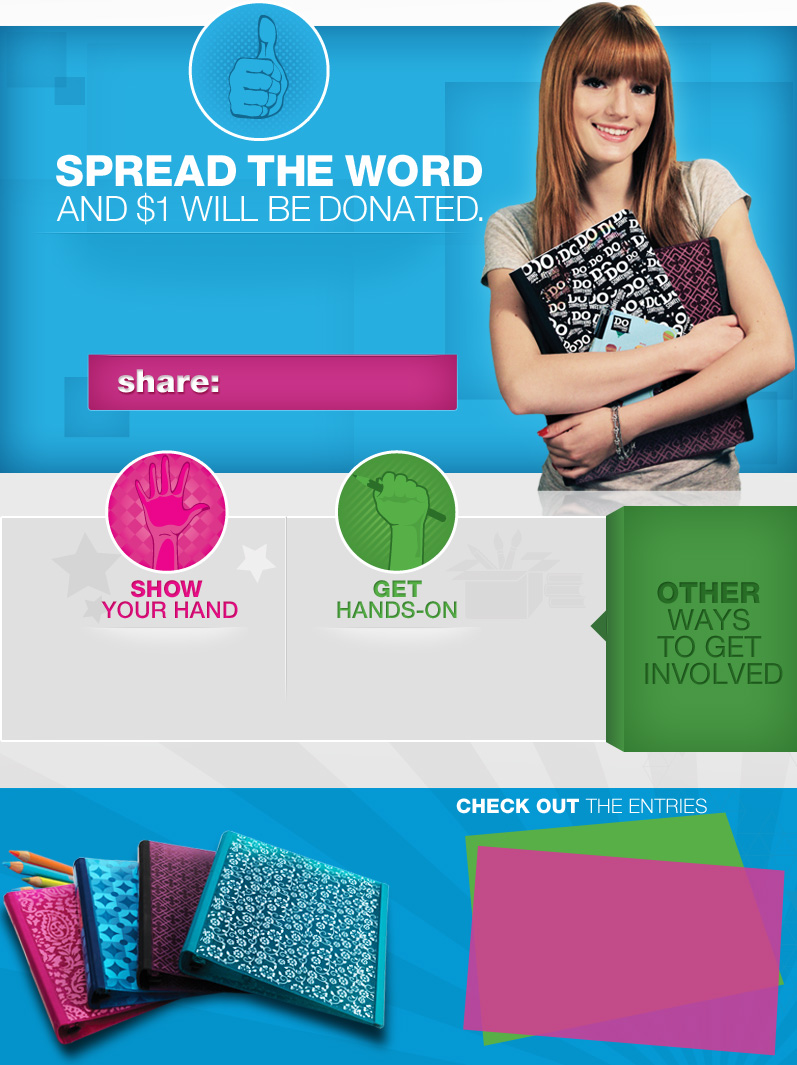 SPREAD THE WORD
AND $1 WILL BE DONATED.
DO
share:
SHOW
YOUR HAND
GET
HANDS-ON
OTHER
WAYS
TO GET
INVOLVED
CHECK OUT THE ENTRIES